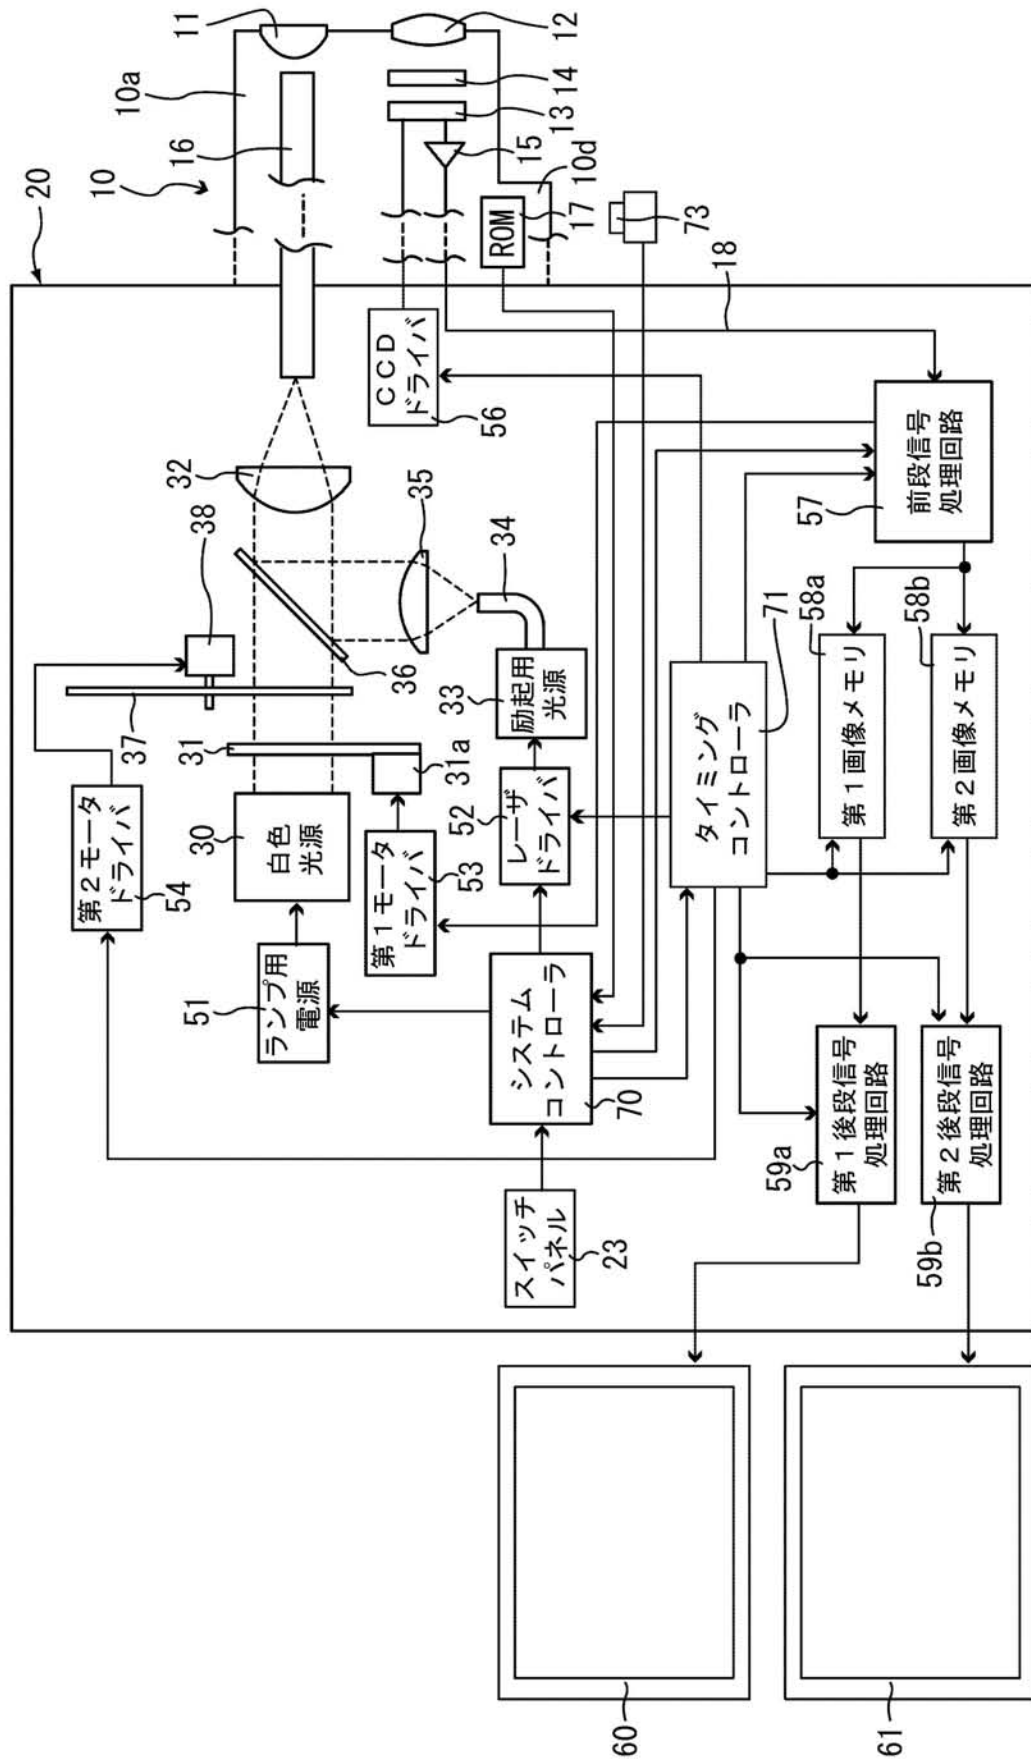 20
10
10a
16
11
第２モータ
ドライバ
54
37
38
32
31
30
白色
光源
36
ランプ用
電源
51
31a
35
34
12
14
13
15
10d
第１モータ
ドライバ
53
ＣＣＤ
ドライバ
56
ROM
17
73
52
レーザ
ドライバ
33
励起用
光源
スイッチ
パネル
23
システム
コントローラ
70
タイミング
コントローラ
71
18
60
59a
第１後段信号
処理回路
58a
第１画像メモリ
57
前段信号
処理回路
58b
第２画像メモリ
59b
第２後段信号
処理回路
61